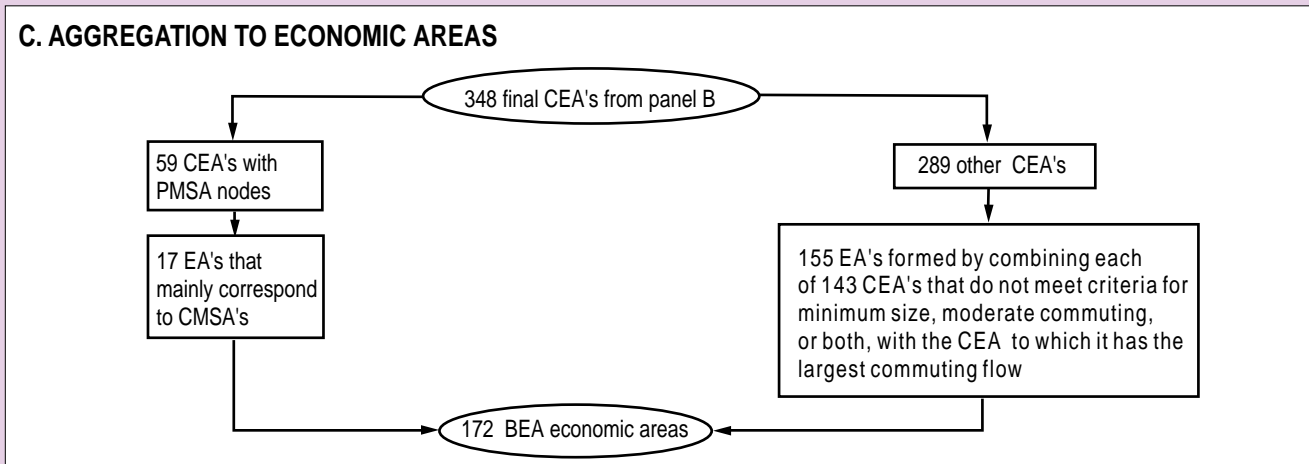 C. AGGREGATION TO ECONOMIC AREAS
348 final CEA's from panel B
59 CEA's with
PMSA nodes
289 other CEA's
17 EA's that
mainly correspond
to CMSA's
155 EA's formed by combining each
of 143 CEA's that do not meet criteria for
minimum size, moderate commuting,
or both, with the CEA to which it has the
largest commuting flow
172 BEA economic areas